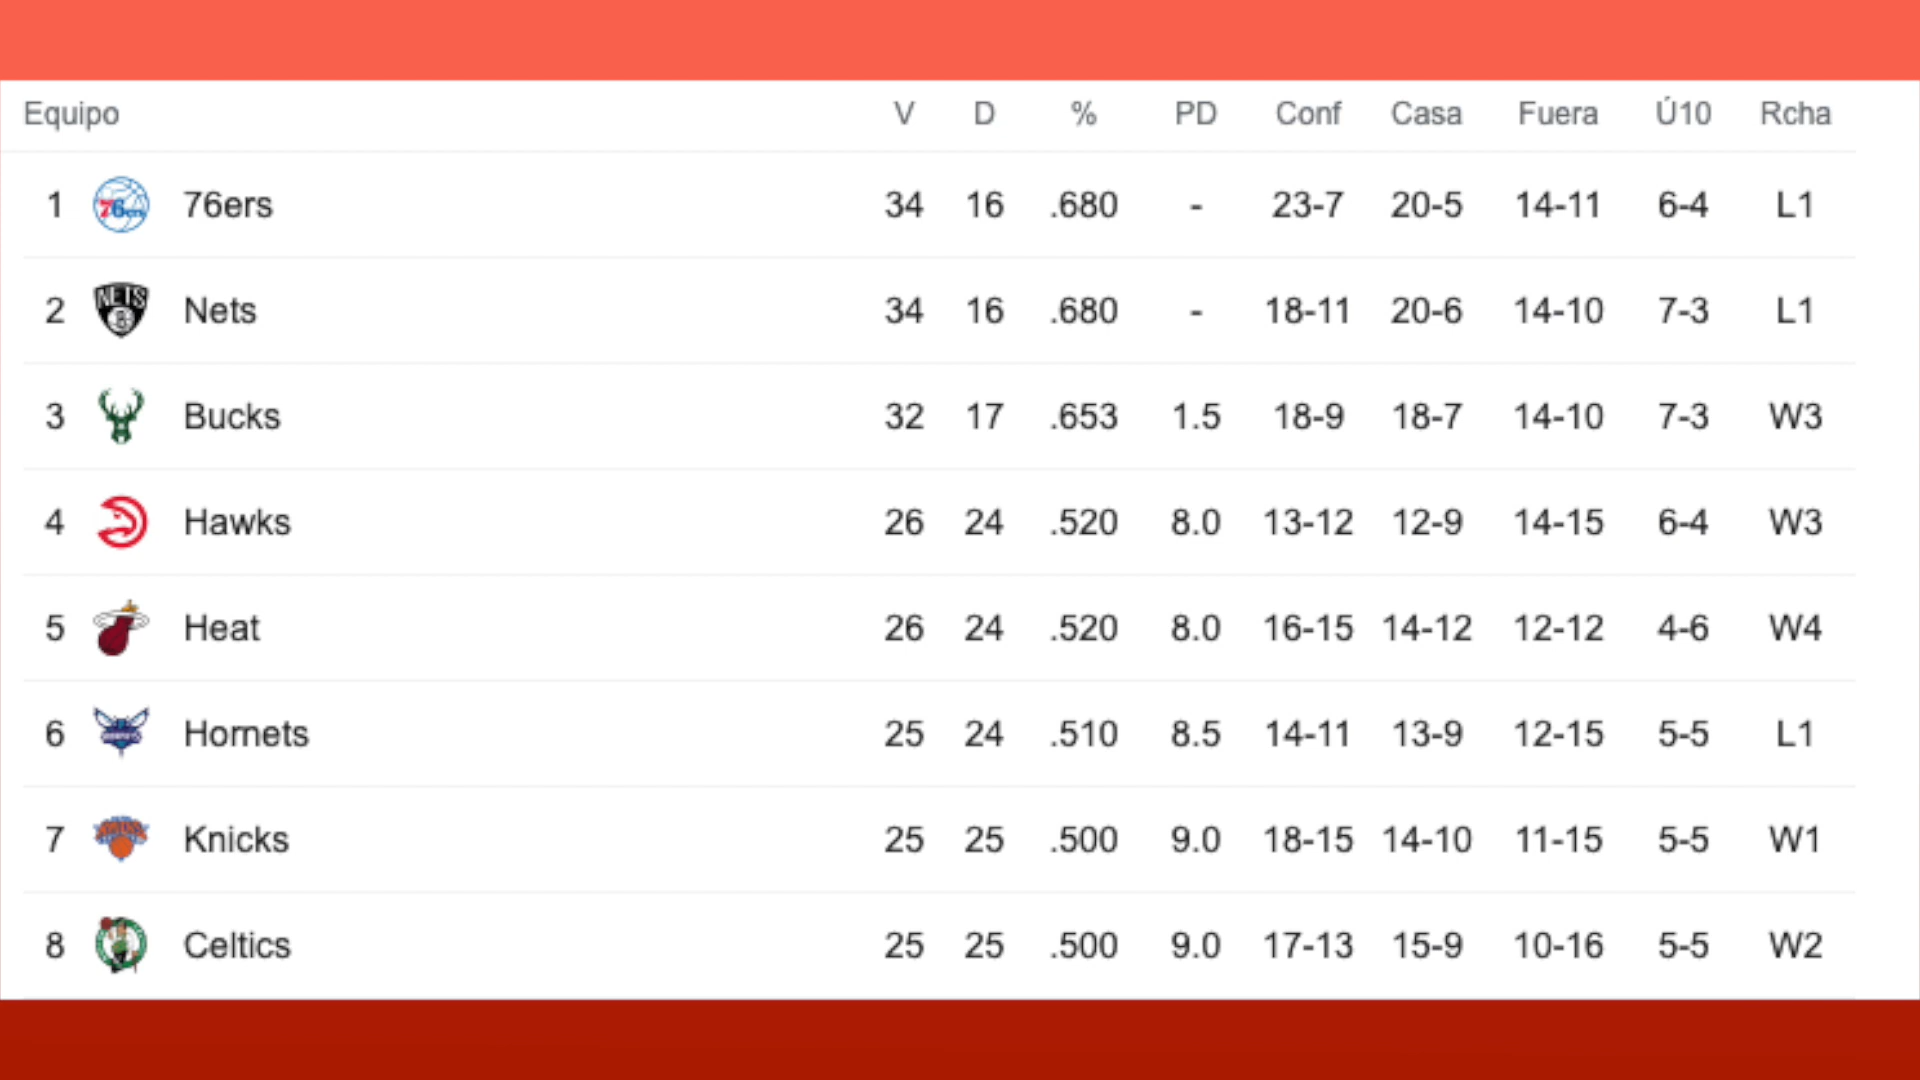 Equipo V D % PD Conf Casa Fuera Ú10 Rcha
1 76ers 76ers 34 16 .680 - 23-7 20-5 14-11 6-4 L1
2 NETS Nets 34 16 .680 - 18-11 20-6 14-10 7-3 L1
3 Bucks 32 17 .653 1.5 18-9 18-7 14-10 7-3 W3
4 Hawks 26 24 .520 8.0 13-12 12-9 14-15 6-4 W3
5 Heat 26 24 .520 8.0 16-15 14-12 12-12 4-6 W4
6 Hornets 25 24 .510 8.5 14-11 13-9 12-15 5-5 L1
7 Knicks 25 25 .500 9.0 18-15 14-10 11-15 5-5 W1
8 Celtics 25 25 .500 9.0 17-13 15-9 10-16 5-5 W2